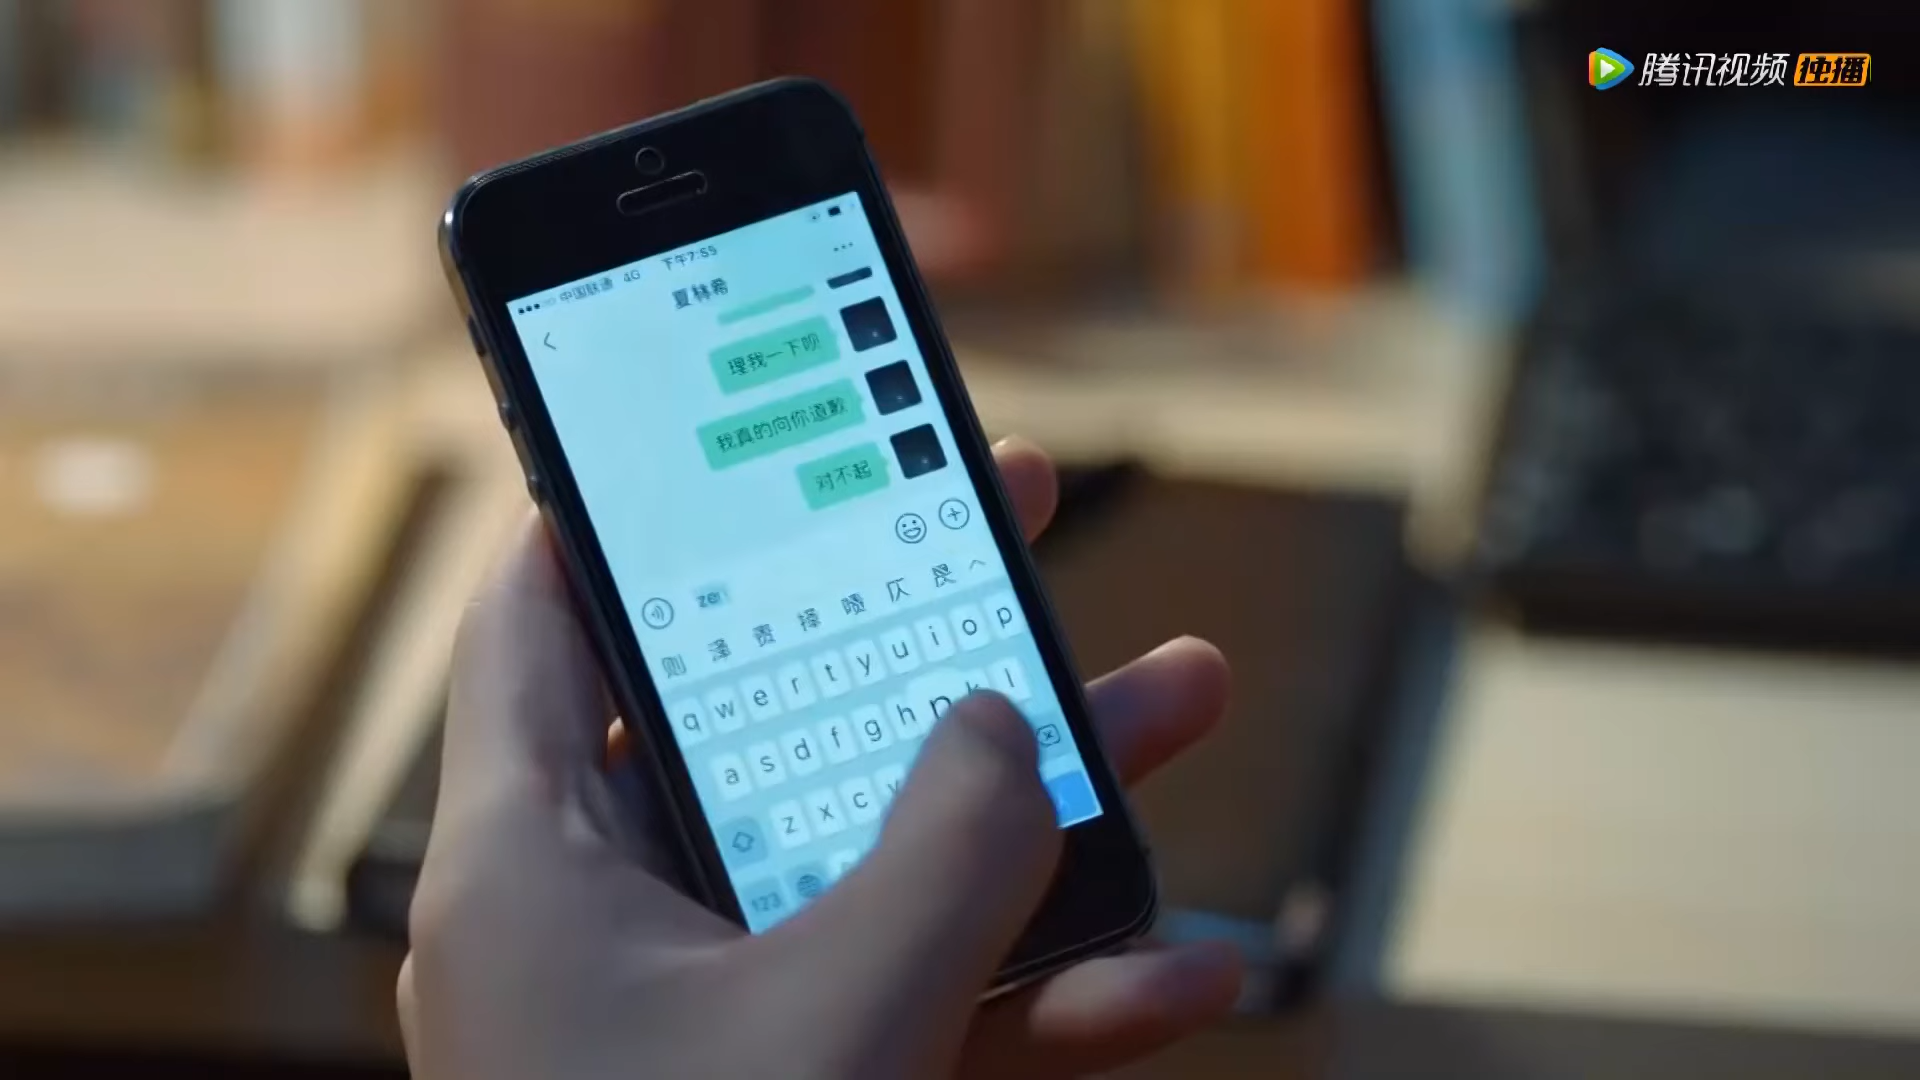 腾讯视频 独播
中国联通 4G 下午7:55
夏林希
理我一下呗
我真的向你道歉
对不起
zen
则 泽 责 择 啧 仄 昃
q w e r t y u i o p
a s d f g h n k l
z x c v
123